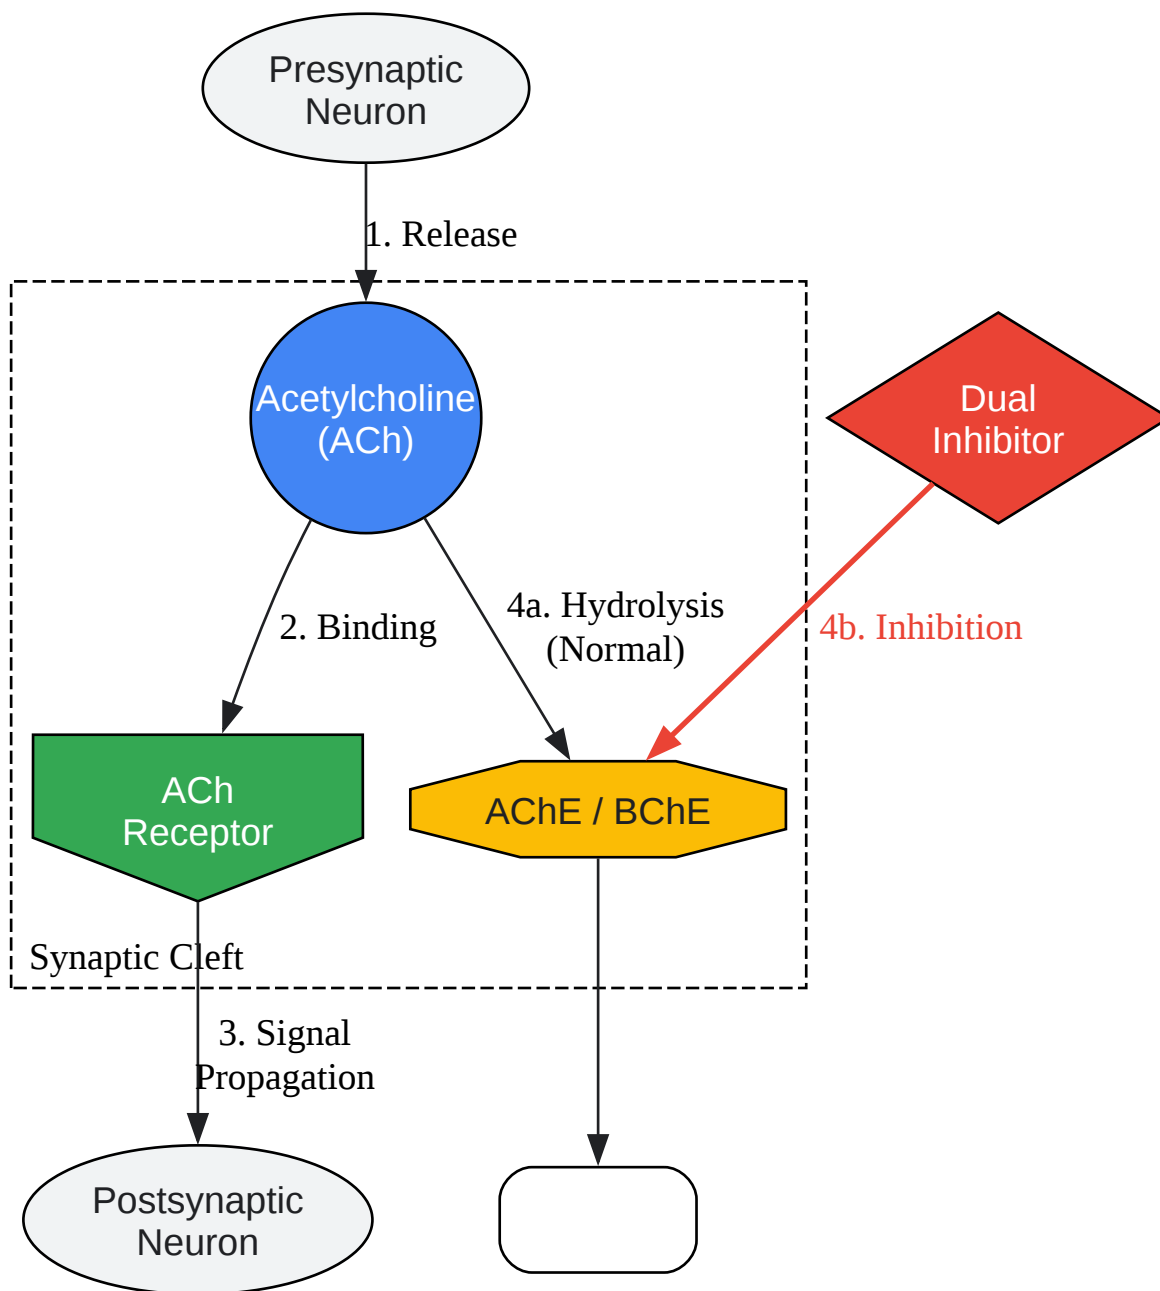 Presynaptic
Neuron
1. Release
Acetylcholine
(ACh)
Dual
Inhibitor
4a. Hydrolysis
(Normal)
2. Binding
4b. Inhibition
ACh
Receptor
AChE / BChE
Synaptic Cleft
3. Signal
Propagation
Postsynaptic
Neuron